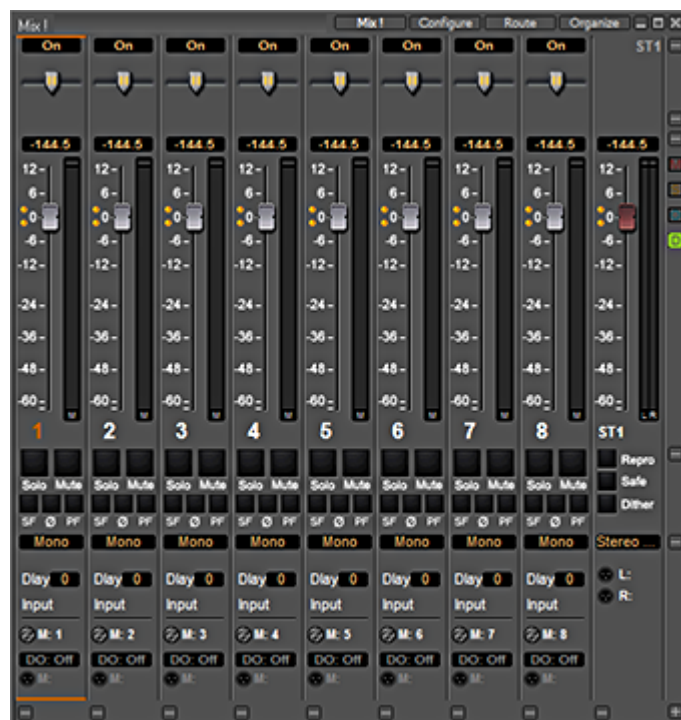 Mix 1 Mix ! Configure Route Organize
On On On On On On On On ST1
-144.5 -144.5 -144.5 -144.5 -144.5 -144.5 -144.5 -144.5 -144.5
12- 12- 12- 12- 12- 12- 12- 12- 12-
6- 6- 6- 6- 6- 6- 6- 6- 6-
0- 0- 0- 0- 0- 0- 0- 0- 0-
-6- -6- -6- -6- -6- -6- -6- -6- -6-
-12- -12- -12- -12- -12- -12- -12- -12- -12-
-24- -24- -24- -24- -24- -24- -24- -24- -24-
-36- -36- -36- -36- -36- -36- -36- -36- -36-
-48- -48- -48- -48- -48- -48- -48- -48- -48-
-60- -60- -60- -60- -60- -60- -60- -60- -60- L R
1 2 3 4 5 6 7 8 ST1
Repro
Solo Mute Solo Mute Solo Mute Solo Mute Solo Mute Solo Mute Solo Mute Solo Mute Safe
Dither
SF Ø PF SF Ø PF SF Ø PF SF Ø PF SF Ø PF SF Ø PF SF Ø PF SF Ø PF
Mono Mono Mono Mono Mono Mono Mono Mono Stereo ...
Dlay 0 Dlay 0 Dlay 0 Dlay 0 Dlay 0 Dlay 0 Dlay 0 Dlay 0 L:
Input Input Input Input Input Input Input Input R:
M: 1 M: 2 M: 3 M: 4 M: 5 M: 6 M: 7 M: 8
DO: Off DO: Off DO: Off DO: Off DO: Off DO: Off DO: Off DO: Off
M: M: M: M: M: M: M: M: